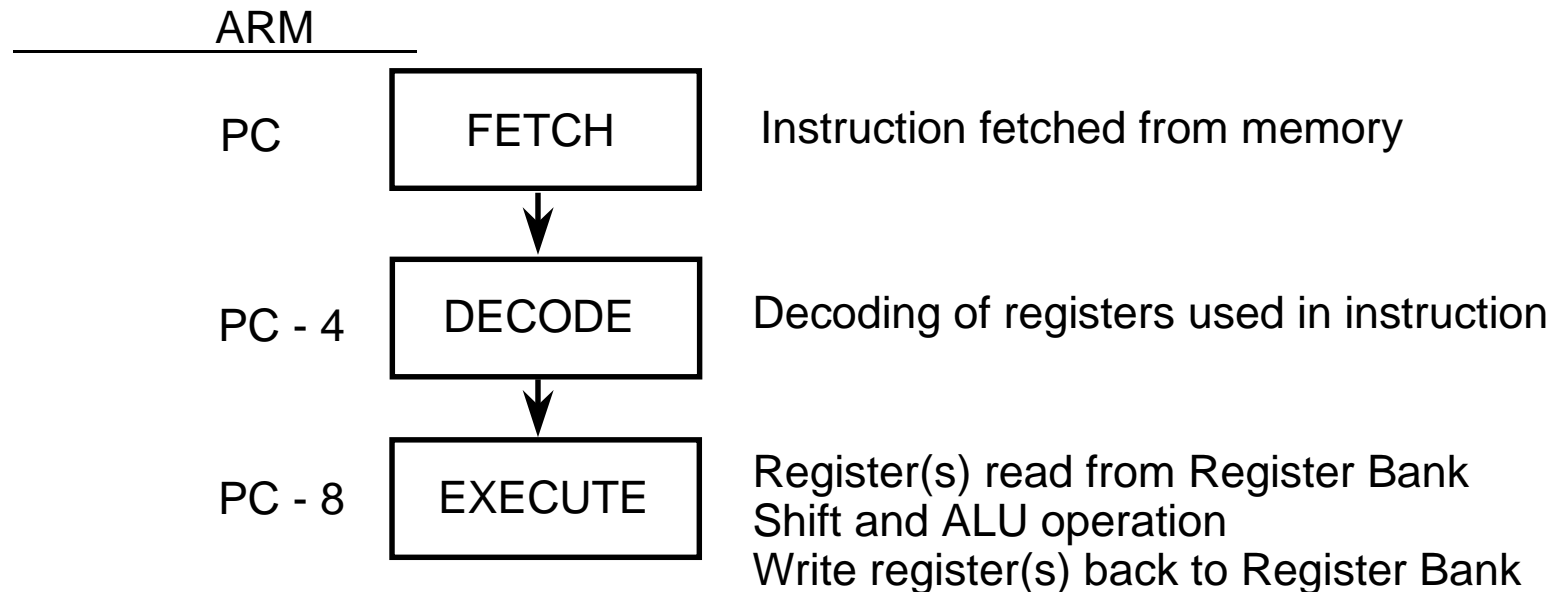 ARM
PC
FETCH
Instruction fetched from memory
PC - 4
DECODE
Decoding of registers used in instruction
PC - 8
EXECUTE
Register(s) read from Register Bank
Shift and ALU operation
Write register(s) back to Register Bank